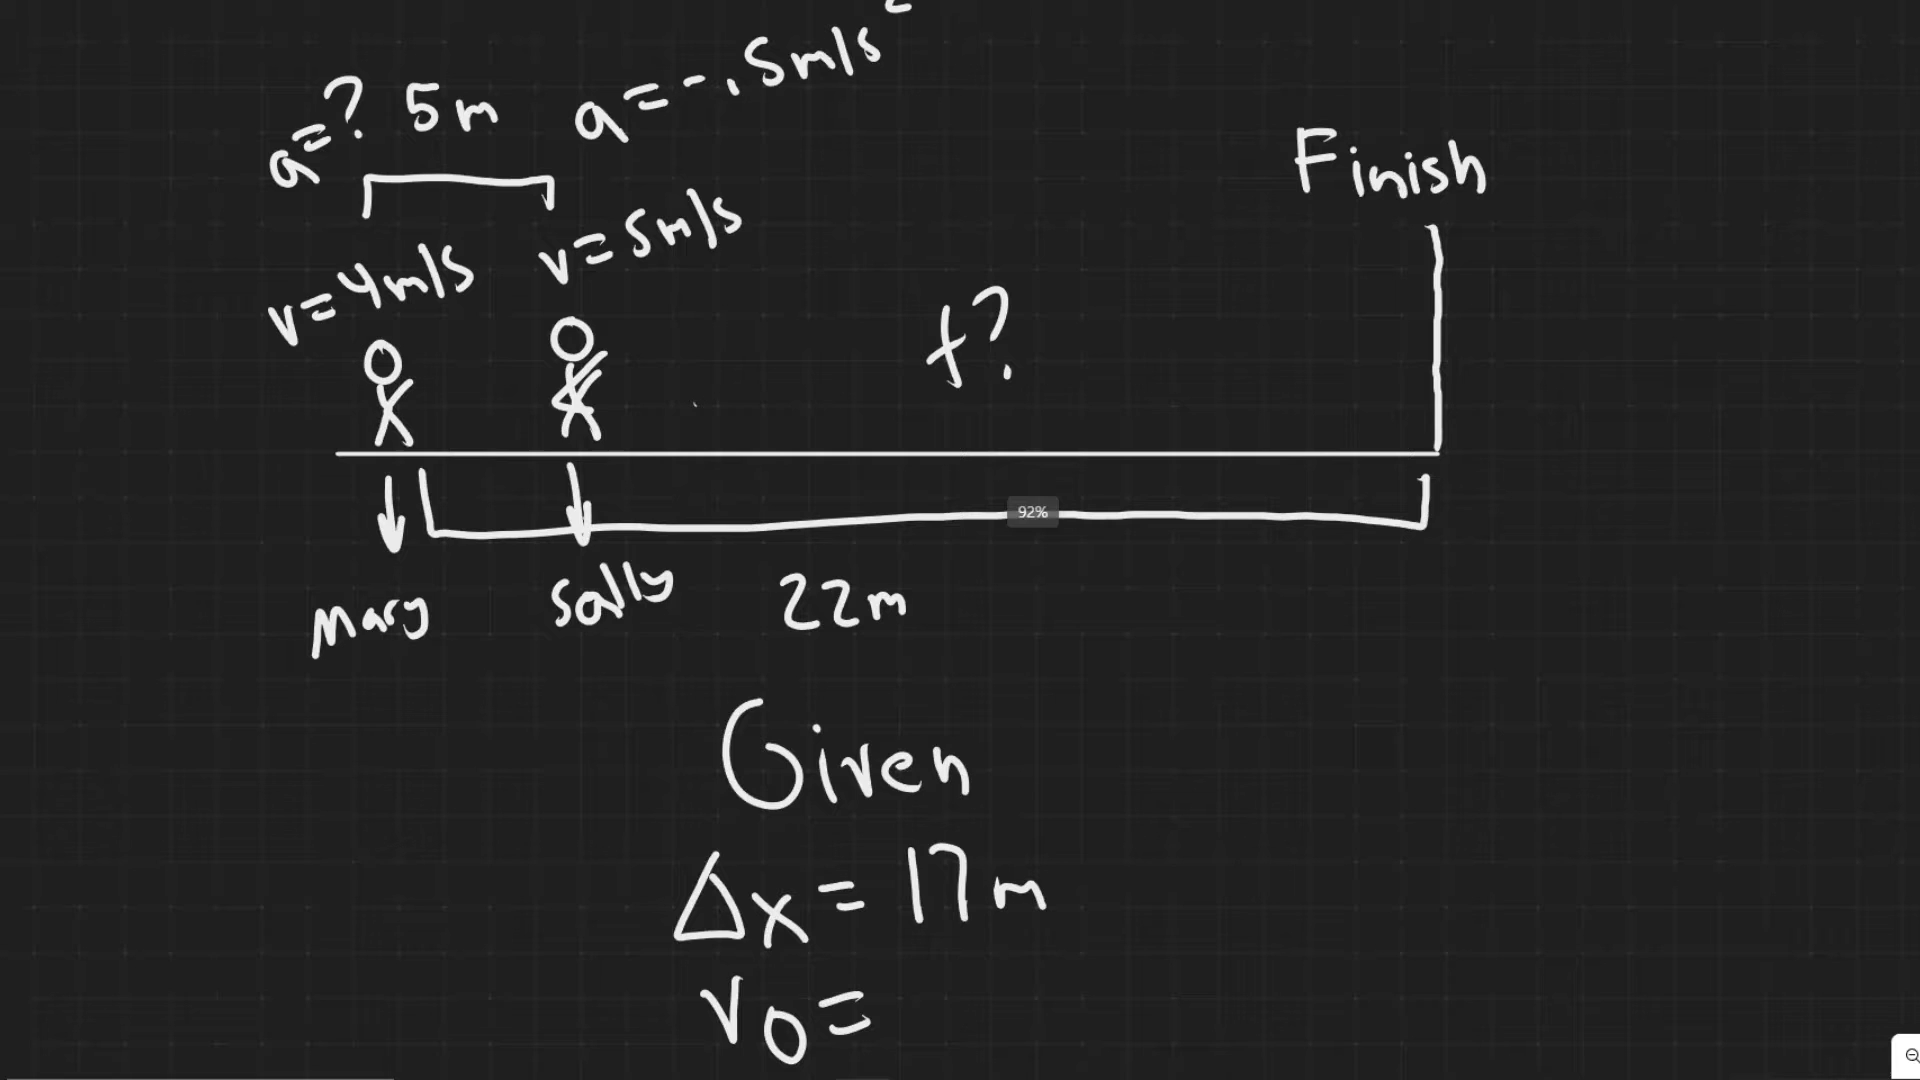 a=? 5m a=-.5m/s²
Finish
v=4m/s v=5m/s
t?
92%
Mary Sally 22m
Given
Δx=17m
v0=